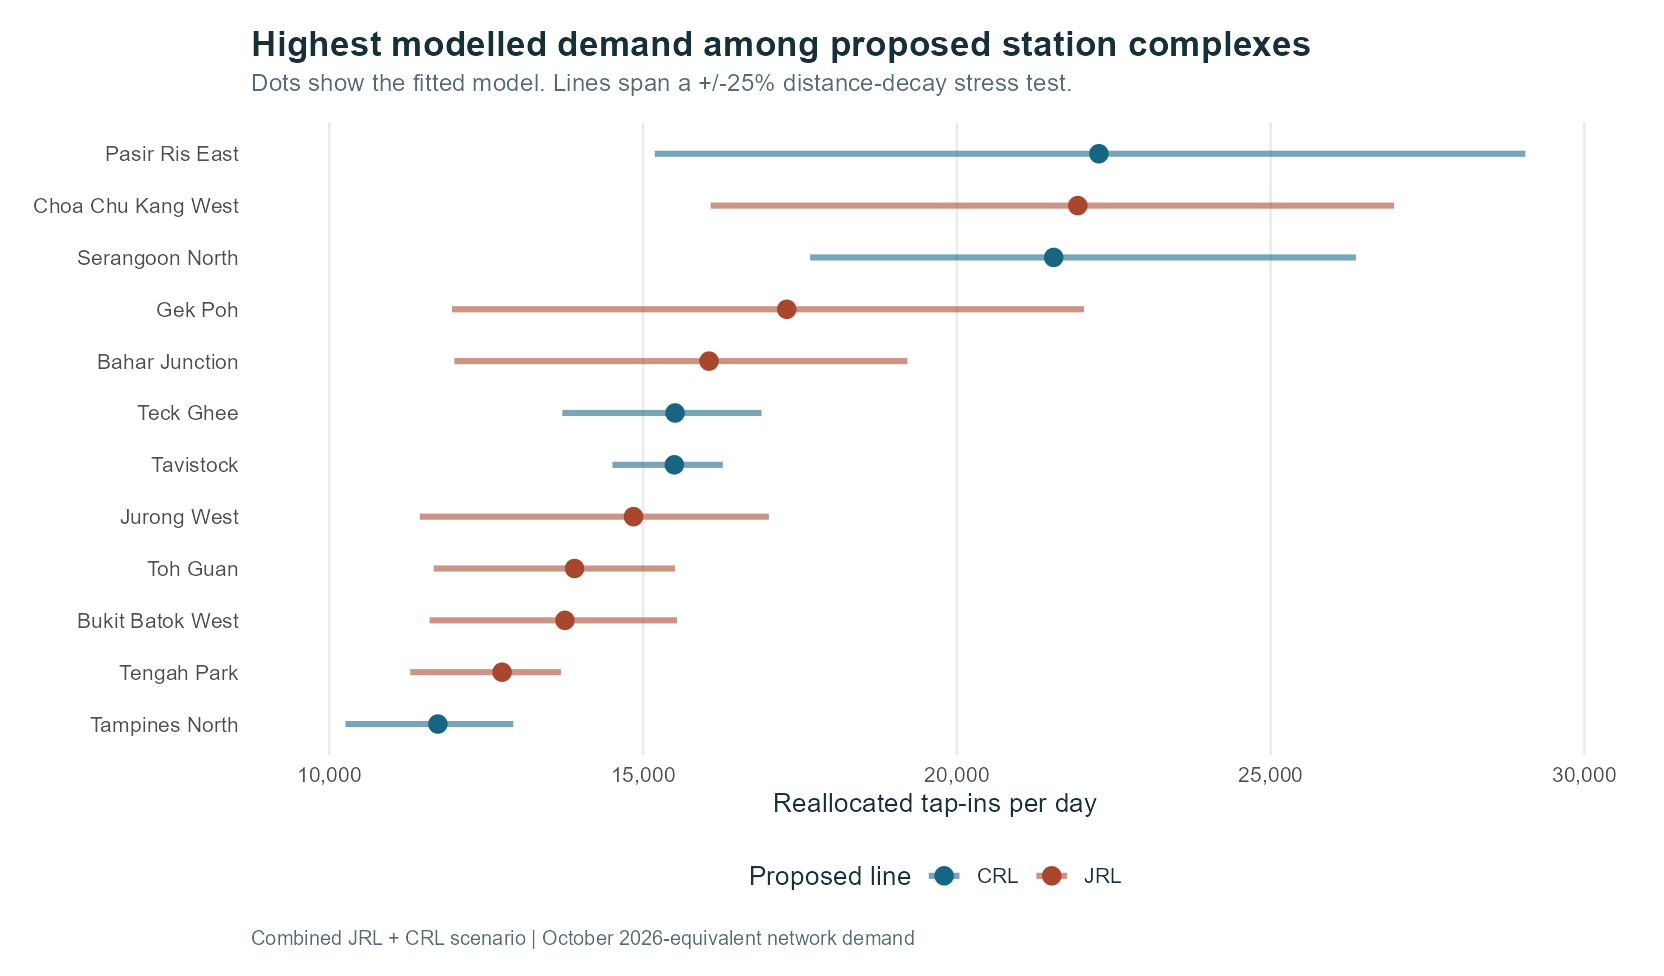 Highest modelled demand among proposed station complexes
Dots show the fitted model. Lines span a +/-25% distance-decay stress test.
Pasir Ris East
Choa Chu Kang West
Serangoon North
Gek Poh
Bahar Junction
Teck Ghee
Tavistock
Jurong West
Toh Guan
Bukit Batok West
Tengah Park
Tampines North
10,000 15,000 20,000 25,000 30,000
Reallocated tap-ins per day
Proposed line CRL JRL
Combined JRL + CRL scenario | October 2026-equivalent network demand